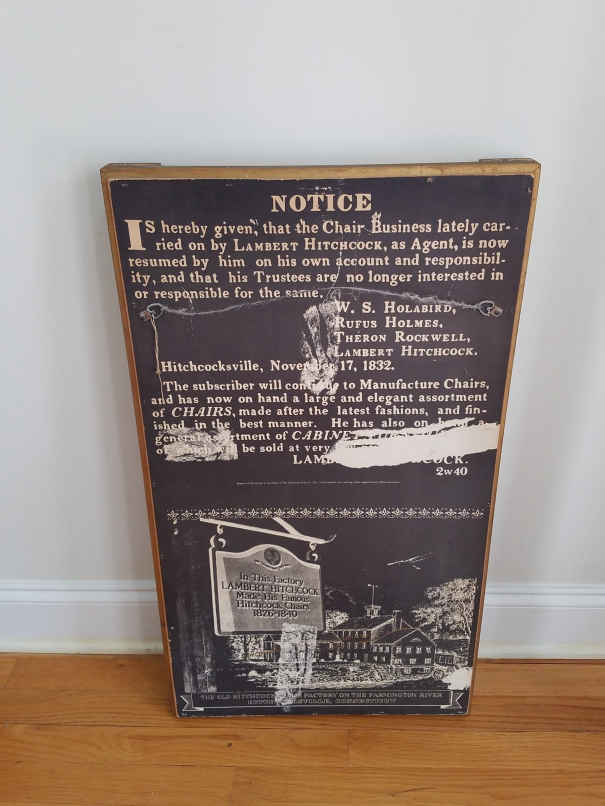 NOTICE
IS hereby given, that the Chair Business lately car-
ried on by LAMBERT HITCHCOCK, as Agent, is now
resumed by him on his own account and responsibil-
ity, and that his Trustees are no longer interested in
or responsible for the same.
W. S. HOLABIRD,
RUFUS HOLMES,
THERON ROCKWELL,
LAMBERT HITCHCOCK.
Hitchcocksville, November 17, 1832.
The subscriber will continue to Manufacture Chairs,
and has now on hand a large and elegant assortment
of CHAIRS, made after the latest fashions, and fin-
ished in the best manner. He has also on hand a
general assortment of CABINET
of which will be sold at very
LAMBERT HITCHCOCK.
2w40
In This Factory
LAMBERT HITCHCOCK
Made His Famous
Hitchcock Chairs
1826-1840
THE OLD HITCHCOCK FACTORY ON THE FARMINGTON RIVER
CONNECTICUT